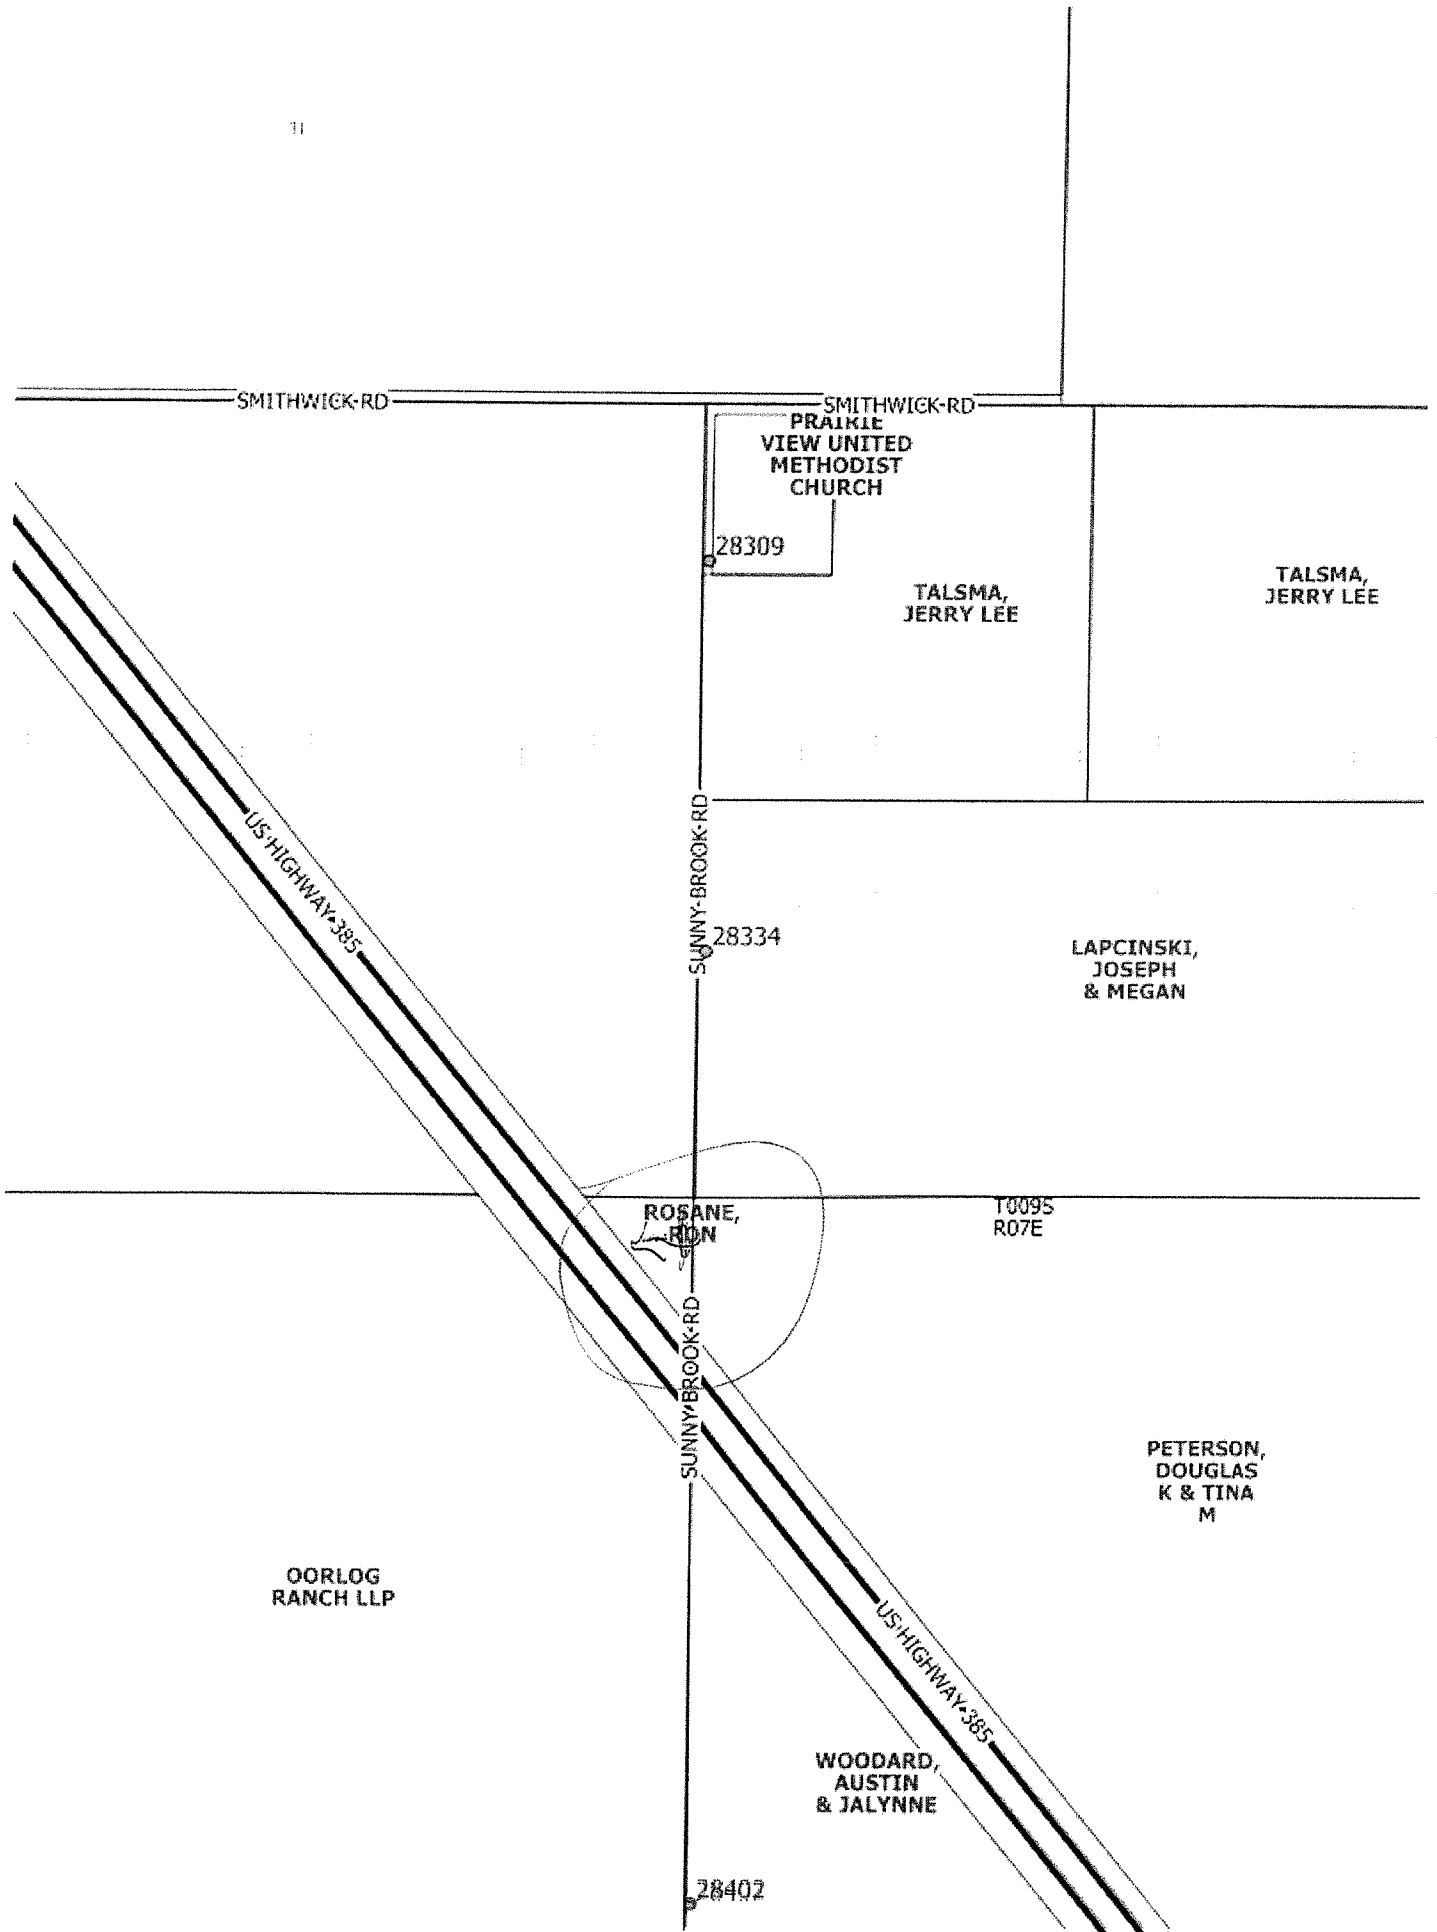 SMITHWICK-RD
SMITHWICK-RD
PRAIRIE
VIEW UNITED
METHODIST
CHURCH
28309
TALSMA,
JERRY LEE
TALSMA,
JERRY LEE
US HIGHWAY 385
SUNNY-BROOK-RD
28334
LAPCINSKI,
JOSEPH
& MEGAN
ROSANE,
RON
T009S
R07E
SUNNY-BROOK-RD
PETERSON,
DOUGLAS
K & TINA
M
OORLOG
RANCH LLP
US HIGHWAY 385
WOODARD,
AUSTIN
& JALYNNE
28402